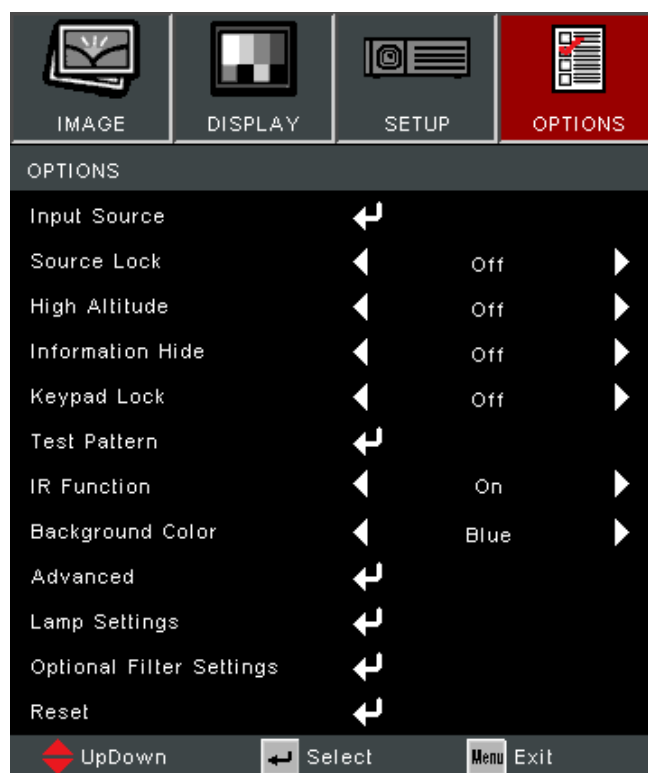 IMAGE DISPLAY SETUP OPTIONS
OPTIONS
Input Source
Source Lock Off
High Altitude Off
Information Hide Off
Keypad Lock Off
Test Pattern
IR Function On
Background Color Blue
Advanced
Lamp Settings
Optional Filter Settings
Reset
UpDown Select Menu Exit